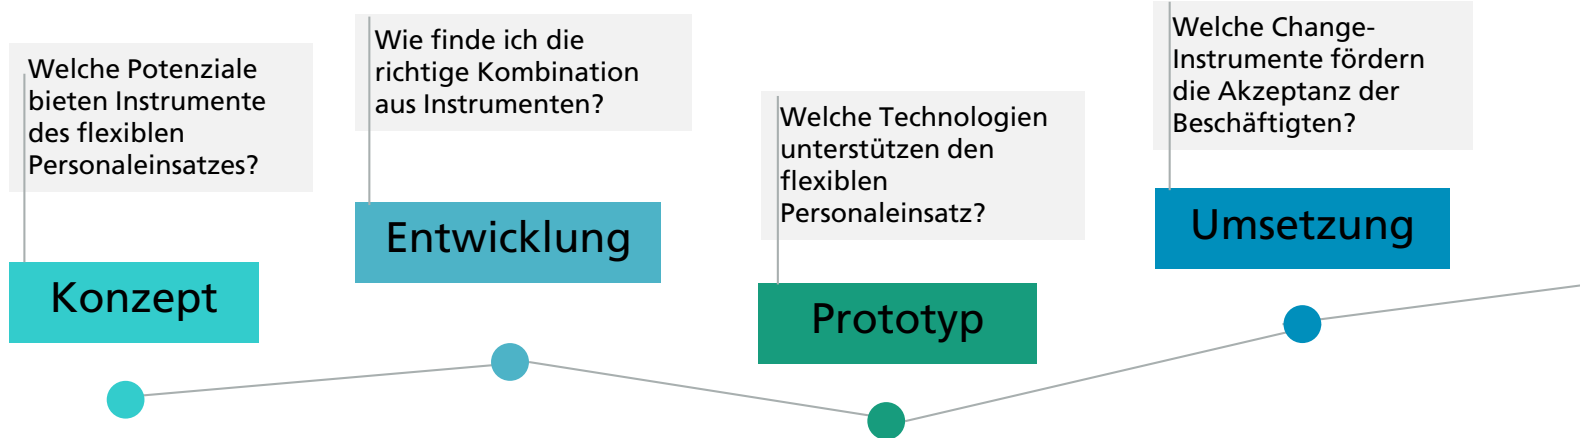 Welche Potenziale
bieten Instrumente
des flexiblen
Personaleinsatzes?
Konzept
Wie finde ich die
richtige Kombination
aus Instrumenten?
Entwicklung
Welche Technologien
unterstützen den
flexiblen
Personaleinsatz?
Prototyp
Welche Change-
Instrumente fördern
die Akzeptanz der
Beschäftigten?
Umsetzung